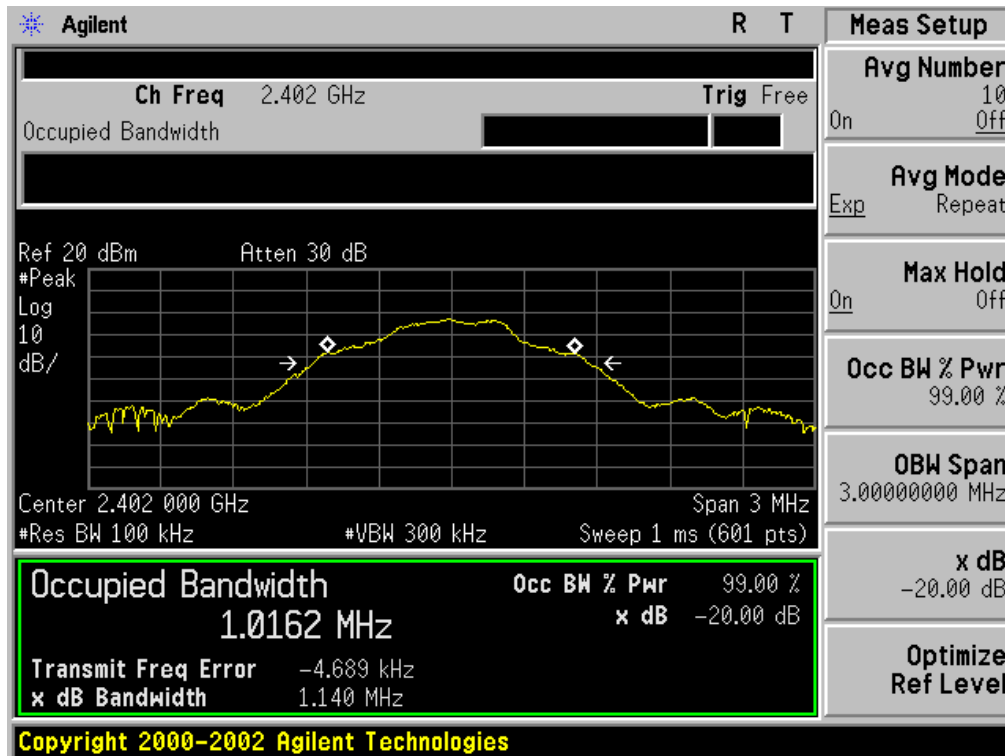 Agilent R T
Ch Freq 2.402 GHz Trig Free
Occupied Bandwidth
Ref 20 dBm Atten 30 dB
#Peak
Log
10
dB/
Center 2.402 000 GHz Span 3 MHz
#Res BW 100 kHz #VBW 300 kHz Sweep 1 ms (601 pts)
Occupied Bandwidth Occ BW % Pwr 99.00 %
1.0162 MHz x dB -20.00 dB
Transmit Freq Error -4.689 kHz
x dB Bandwidth 1.140 MHz
Copyright 2000-2002 Agilent Technologies
Meas Setup
Avg Number
10
On Off
Avg Mode
Exp Repeat
Max Hold
On Off
Occ BW % Pwr
99.00 %
OBW Span
3.00000000 MHz
x dB
-20.00 dB
Optimize
Ref Level